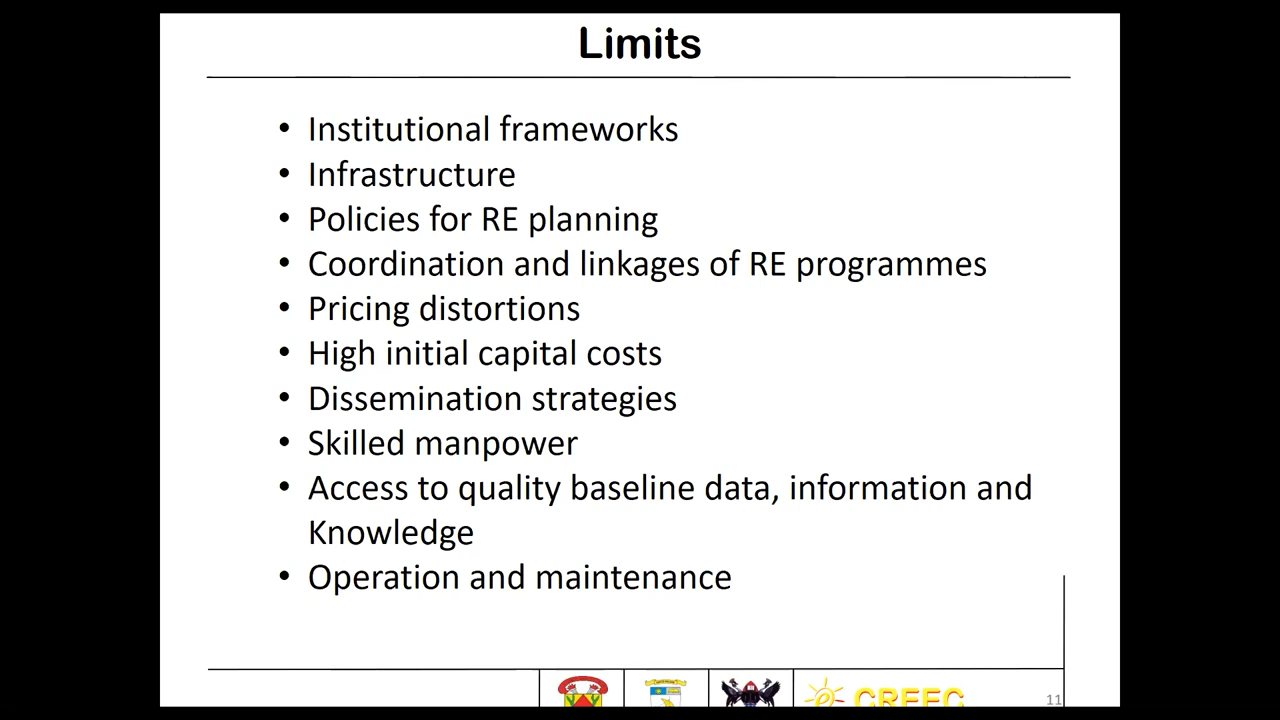 Limits
• Institutional frameworks
• Infrastructure
• Policies for RE planning
• Coordination and linkages of RE programmes
• Pricing distortions
• High initial capital costs
• Dissemination strategies
• Skilled manpower
• Access to quality baseline data, information and
Knowledge
• Operation and maintenance
CREEC
11